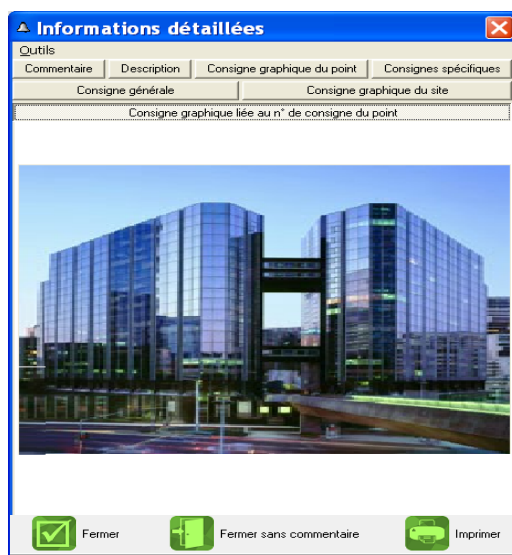 Informations détaillées
Outils
Commentaire Description Consigne graphique du point Consignes spécifiques
Consigne générale Consigne graphique du site
Consigne graphique liée au n° de consigne du point
Fermer Fermer sans commentaire Imprimer